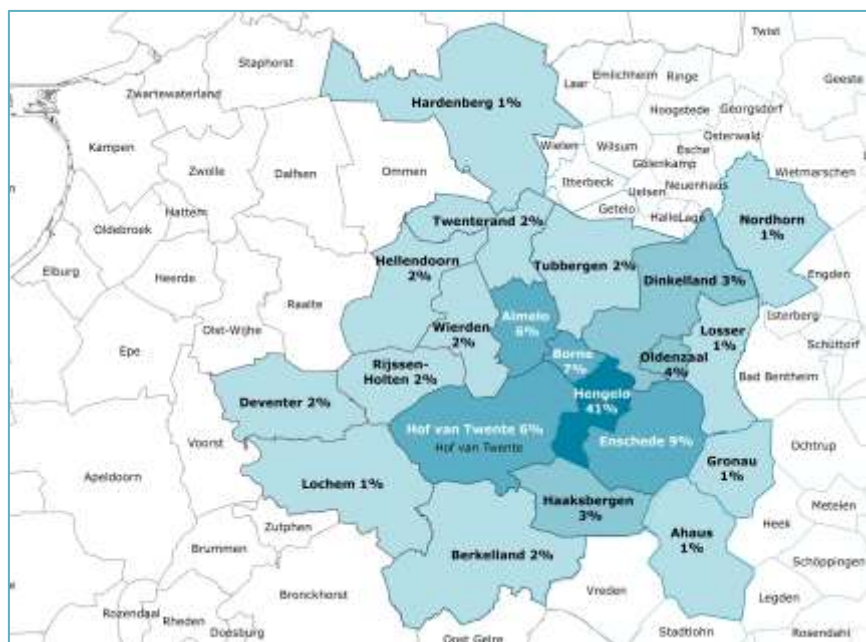 Twist
Staphorst
Laar
Emlichheim
Ringe
Geeste
Zwartewaterland
Hardenberg 1%
Hoogstede
Georgsdorf
Kampen
Wielen
Wilsum
Esche
Osterwald
Zwolle
Dalfsen
Ommen
Gölenkamp
Wietmarschen
Itterbeck
Uelsen
Neuenhaus
Hattem
Getelo
Halle
Lage
Oldebroek
Twenterand 2%
Nordhorn
1%
Elburg
Heerde
Hellendoorn
2%
Tubbergen 2%
Dinkelland 3%
Engden
Raalte
Almelo
6%
Isterberg
Epe
Olst-Wijhe
Wierden
2%
Losser
1%
Schüttorf
Borne
7%
Oldenzaal
4%
Rijssen-
Holten 2%
Bad Bentheim
Deventer 2%
Hengelo
41%
Hof van Twente 6%
Hof van Twente
Enschede 9%
Voorst
Ochtrup
Gronau
1%
Apeldoorn
Lochem 1%
Haaksbergen
3%
Metelen
Zutphen
Ahaus
1%
Heek
Brummen
Berkelland 2%
Schöppingen
Vreden
Bronckhorst
Legden
Rozendaal
Rheden
Doesburg
Stadtlohn
Rosendahl
Oost Gelre